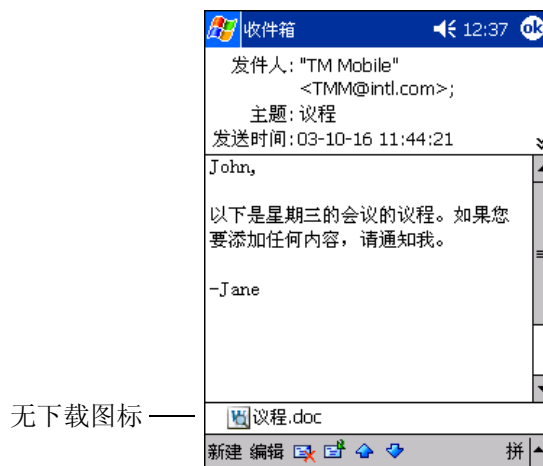 收件箱 12:37 ok
发件人: "TM Mobile"
<TMM@intl.com>;
主题: 议程
发送时间: 03-10-16 11:44:21
John,
以下是星期三的会议的议程。如果您
要添加任何内容，请通知我。
-Jane
无下载图标
议程.doc
新建 编辑 拼